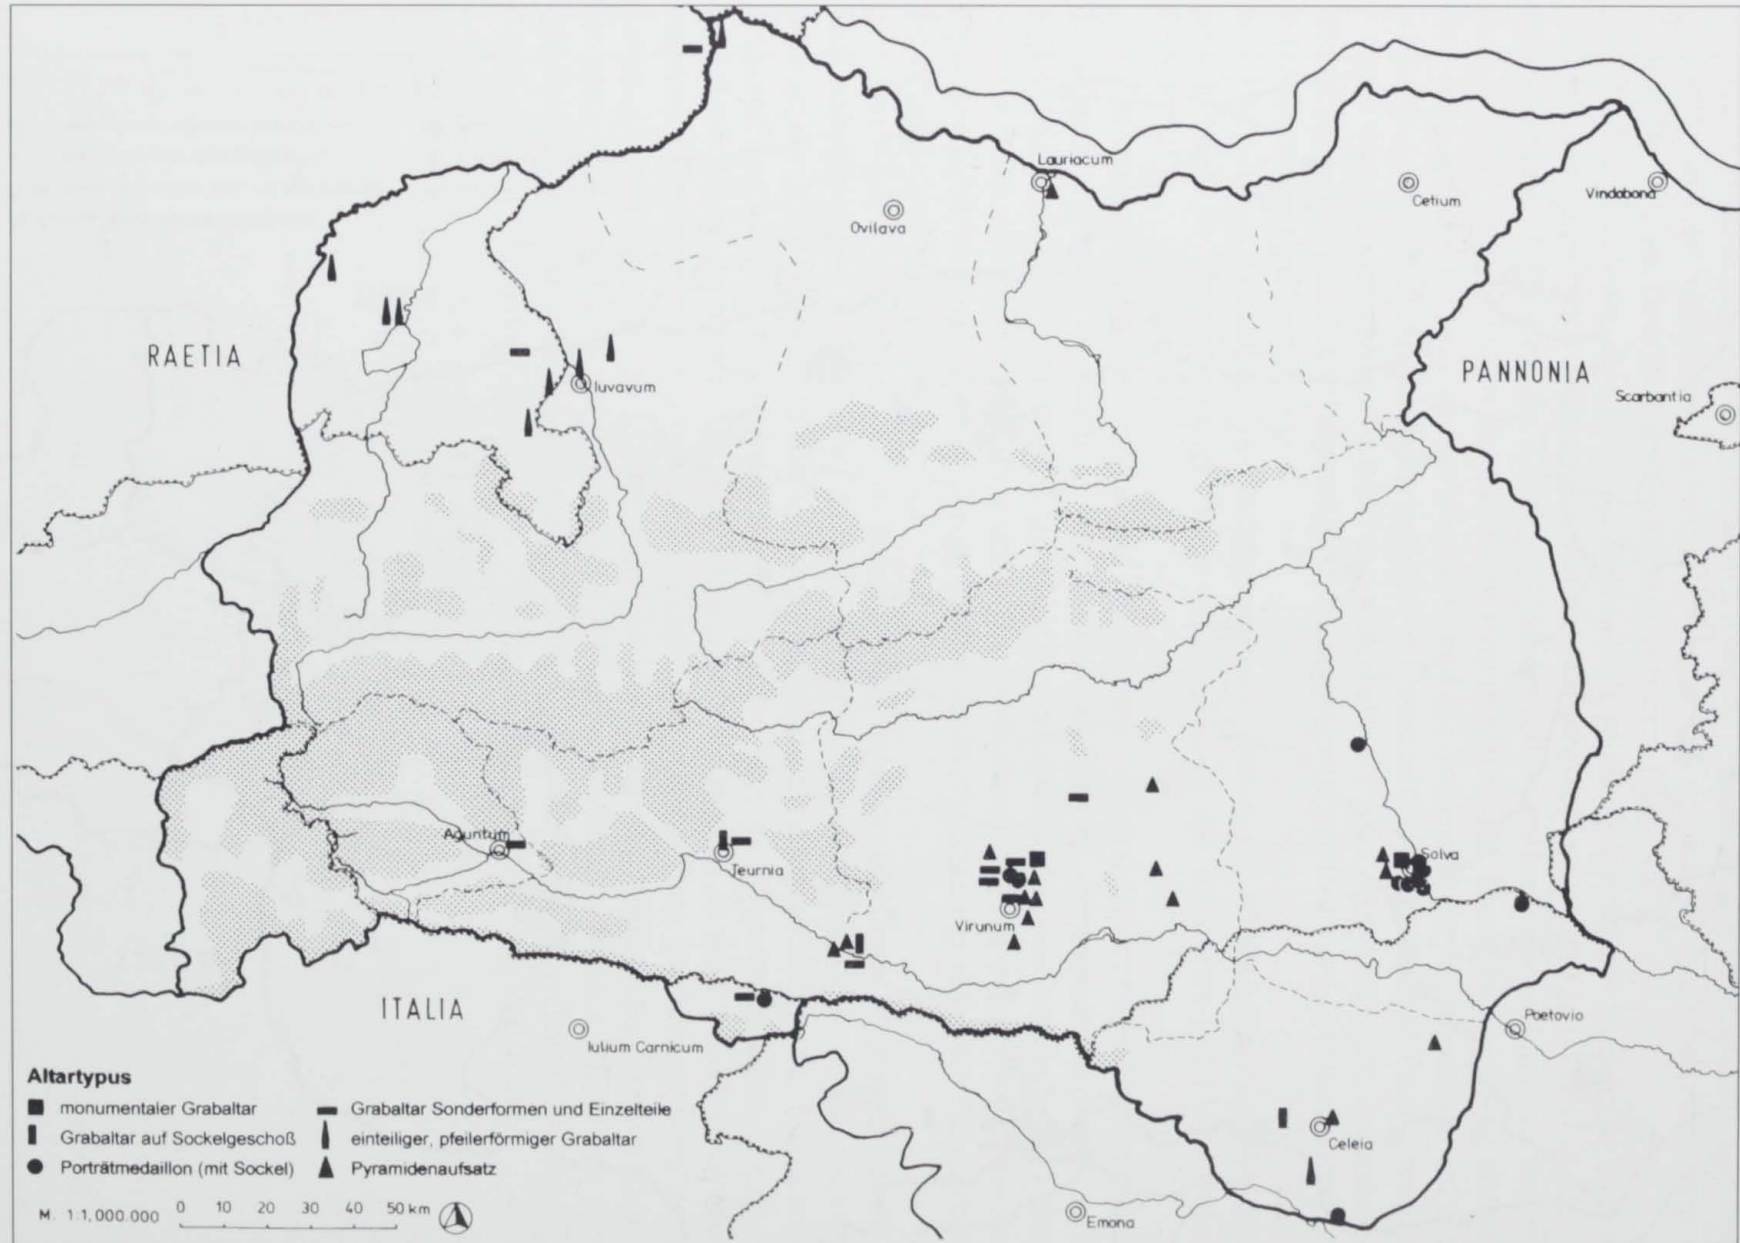 Lauriacum
Cetium
Vindobona
Ovilava
RAETIA
PANNONIA
Iuvavum
Scarbantia
Aguntum
Teurnia
Solva
Virunum
ITALIA
Iulium Carnicum
Poetovio
Celeia
Emona
Altartypus
monumentaler Grabaltar
Grabaltar Sonderformen und Einzelteile
Grabaltar auf Sockelgeschoß
einteiliger, pfeilerförmiger Grabaltar
Porträtmedaillon (mit Sockel)
Pyramidenaufsatz
M. 1:1,000.000 0 10 20 30 40 50 km